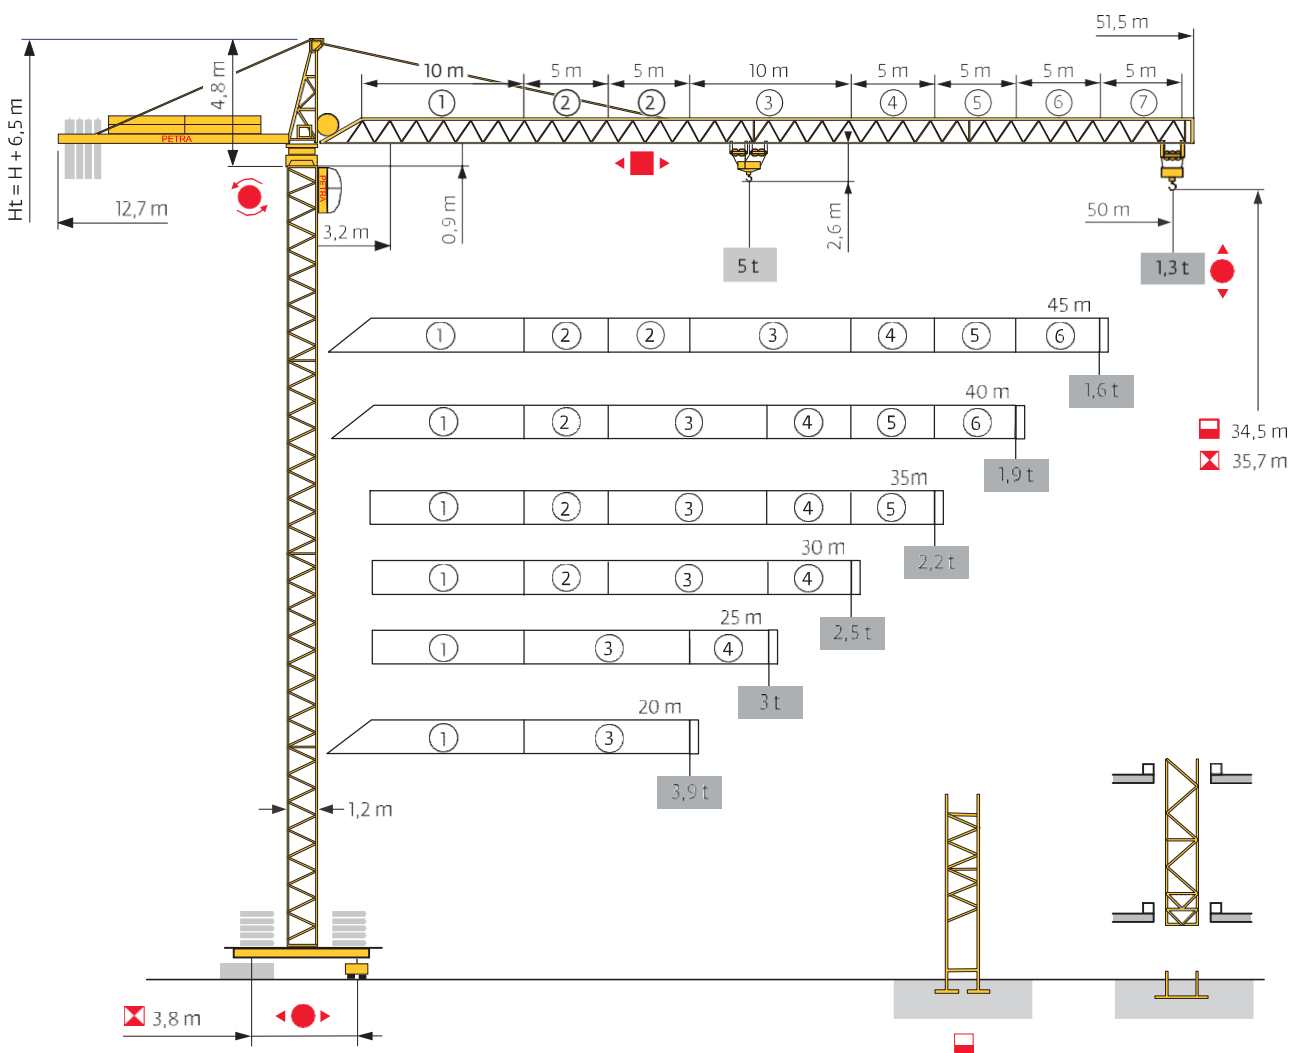 51,5 m
10 m 5 m 5 m 10 m 5 m 5 m 5 m 5 m
① ② ② ③ ④ ⑤ ⑥ ⑦
Ht = H + 6,5 m
4,8 m
PETRA
PETRA
12,7 m
3,2 m
0,9 m
2,6 m
50 m
5 t
1,3 t
45 m
① ② ② ③ ④ ⑤ ⑥
1,6 t
40 m
① ② ③ ④ ⑤ ⑥
1,9 t
34,5 m
35,7 m
35m
① ② ③ ④ ⑤
2,2 t
30 m
① ② ③ ④
2,5 t
25 m
① ③ ④
3 t
20 m
① ③
3,9 t
1,2 m
3,8 m